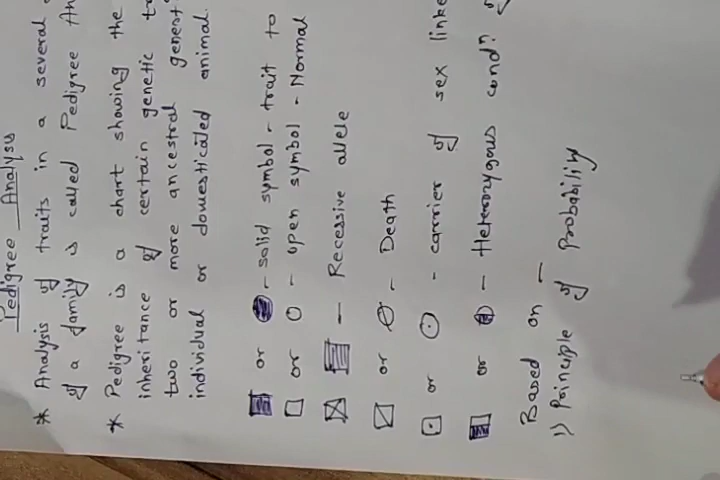 Pedigree Analysis
* Analysis of traits in a several
of a family is called Pedigree An
* Pedigree is a chart showing the
inheritance of certain genetic tr
two or more ancestral generati
individual or domesticated animal.
or - solid symbol - trait to
or - open symbol - Normal
- Recessive allele
or - Death
or - carrier of sex linke
or - Heterozygous condn
Based on -
1) Principle of Probability